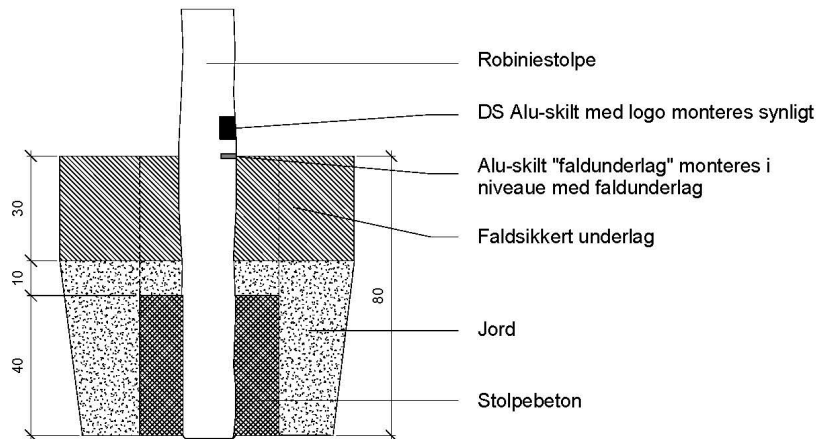 Robiniestolpe
DS Alu-skilt med logo monteres synligt
Alu-skilt "faldunderlag" monteres i
niveaue med faldunderlag
Faldsikkert underlag
Jord
Stolpebeton
30
10
40
80